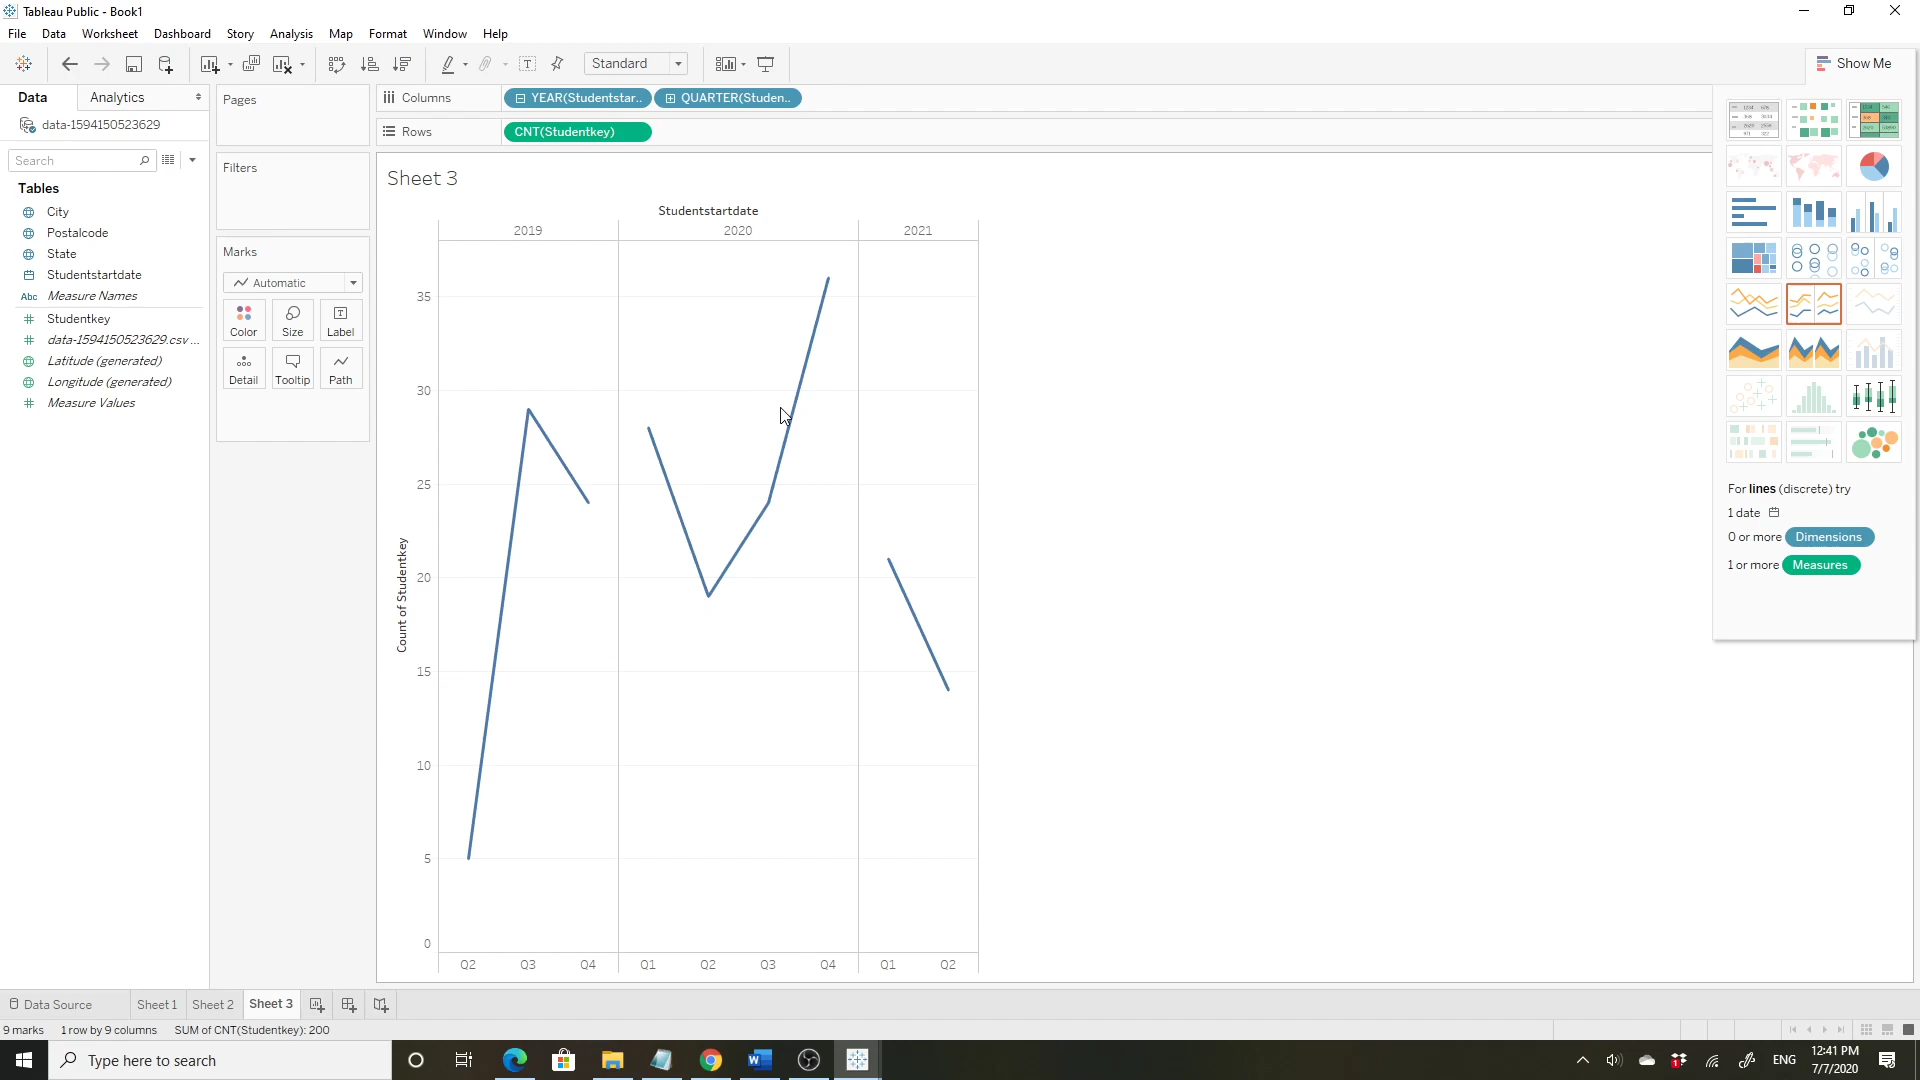 Tableau Public - Book1
File Data Worksheet Dashboard Story Analysis Map Format Window Help
Standard
Show Me
Data Analytics
Pages
Columns YEAR(Studentstar.. QUARTER(Studen..
data-1594150523629
Rows CNT(Studentkey)
Search
Filters
Sheet 3
Tables
City
Postalcode
State
Studentstartdate
Abc Measure Names
Studentkey
data-1594150523629.csv ...
Latitude (generated)
Longitude (generated)
Measure Values
Marks
Automatic
Color Size Label
Detail Tooltip Path
Studentstartdate
2019 2020 2021
Count of Studentkey
35
30
25
20
15
10
5
0
Q2 Q3 Q4 Q1 Q2 Q3 Q4 Q1 Q2
For lines (discrete) try
1 date
0 or more Dimensions
1 or more Measures
Data Source Sheet 1 Sheet 2 Sheet 3
9 marks 1 row by 9 columns SUM of CNT(Studentkey): 200
Type here to search
ENG
12:41 PM
7/7/2020